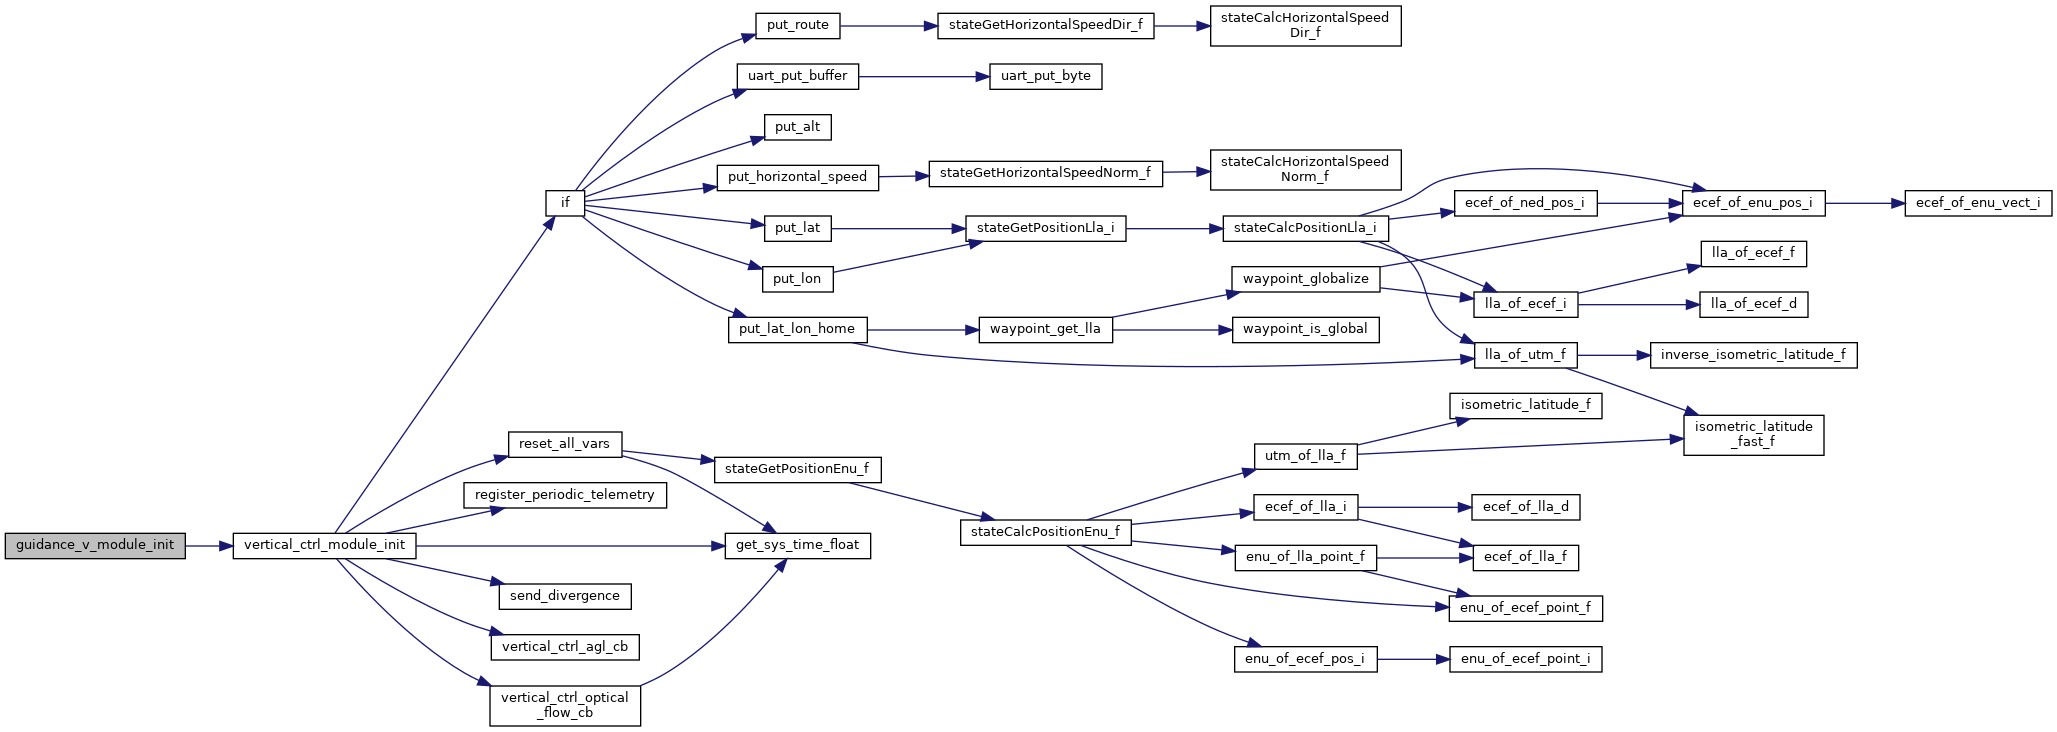 put_route
stateGetHorizontalSpeedDir_f
stateCalcHorizontalSpeed
Dir_f
uart_put_buffer
uart_put_byte
put_alt
put_horizontal_speed
stateGetHorizontalSpeedNorm_f
stateCalcHorizontalSpeed
Norm_f
if
ecef_of_ned_pos_i
ecef_of_enu_pos_i
ecef_of_enu_vect_i
put_lat
stateGetPositionLla_i
stateCalcPositionLla_i
lla_of_ecef_f
put_lon
waypoint_globalize
lla_of_ecef_i
lla_of_ecef_d
put_lat_lon_home
waypoint_get_lla
waypoint_is_global
lla_of_utm_f
inverse_isometric_latitude_f
isometric_latitude_f
isometric_latitude
_fast_f
reset_all_vars
utm_of_lla_f
stateGetPositionEnu_f
register_periodic_telemetry
ecef_of_lla_i
ecef_of_lla_d
stateCalcPositionEnu_f
guidance_v_module_init
vertical_ctrl_module_init
get_sys_time_float
enu_of_lla_point_f
ecef_of_lla_f
send_divergence
enu_of_ecef_point_f
vertical_ctrl_agl_cb
enu_of_ecef_pos_i
enu_of_ecef_point_i
vertical_ctrl_optical
_flow_cb